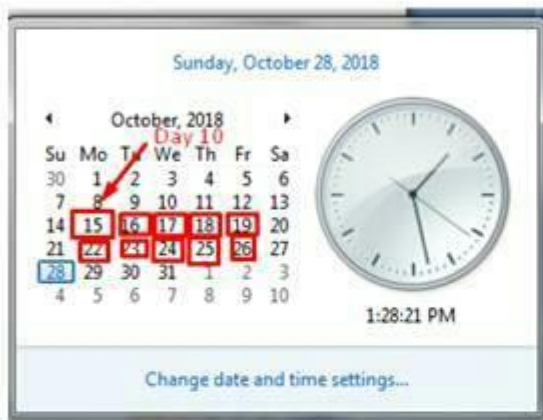 Sunday, October 28, 2018
October, 2018
Day 10
Su Mo Tu We Th Fr Sa
30 1 2 3 4 5 6
7 8 9 10 11 12 13
14 15 16 17 18 19 20
21 22 23 24 25 26 27
28 29 30 31 1 2 3
4 5 6 7 8 9 10
1:28:21 PM
Change date and time settings...